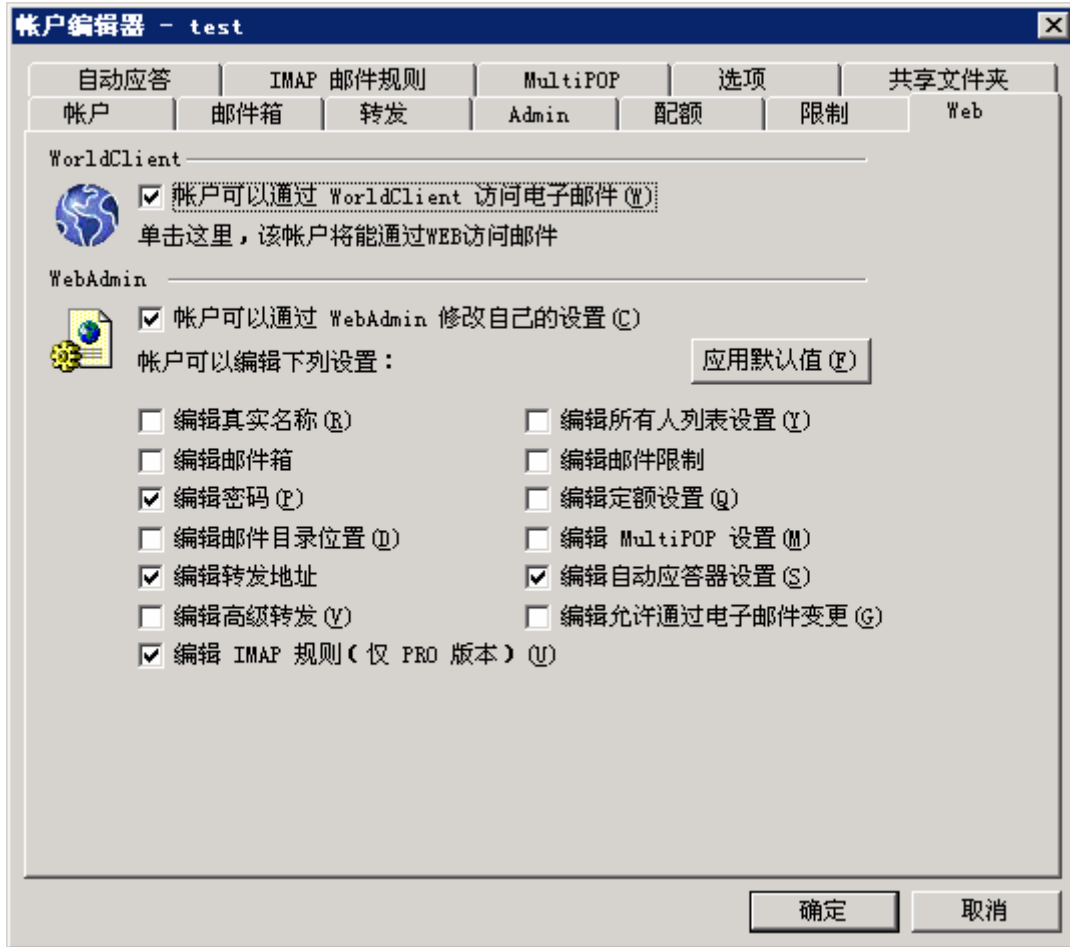 帐户编辑器 - test
自动应答 IMAP 邮件规则 MultiPOP 选项 共享文件夹
帐户 邮件箱 转发 Admin 配额 限制 Web
WorldClient
帐户可以通过 WorldClient 访问电子邮件(W)
单击这里，该帐户将能通过WEB访问邮件
WebAdmin
帐户可以通过 WebAdmin 修改自己的设置(C)
帐户可以编辑下列设置： 应用默认值(F)
编辑真实名称(R) 编辑所有人列表设置(Y)
编辑邮件箱 编辑邮件限制
编辑密码(P) 编辑定额设置(Q)
编辑邮件目录位置(D) 编辑 MultiPOP 设置(M)
编辑转发地址 编辑自动应答器设置(S)
编辑高级转发(V) 编辑允许通过电子邮件变更(G)
编辑 IMAP 规则(仅 PRO 版本)(U)
确定 取消